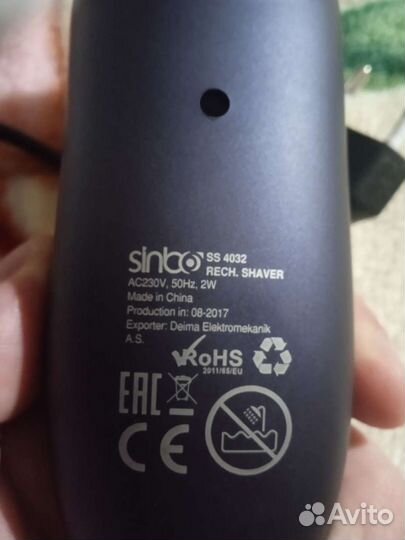 sinbo SS 4032
RECH. SHAVER
AC230V, 50Hz, 2W
Made in China
Production in: 08-2017
Exporter: Deima Elektromekanik
A.S.
RoHS
2011/65/EU
EAC
CE
Avito